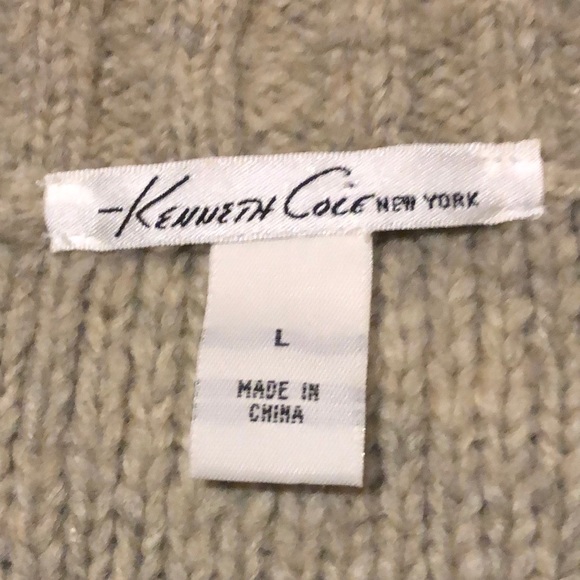 -KENNETH COLE NEW YORK
L
MADE IN
CHINA